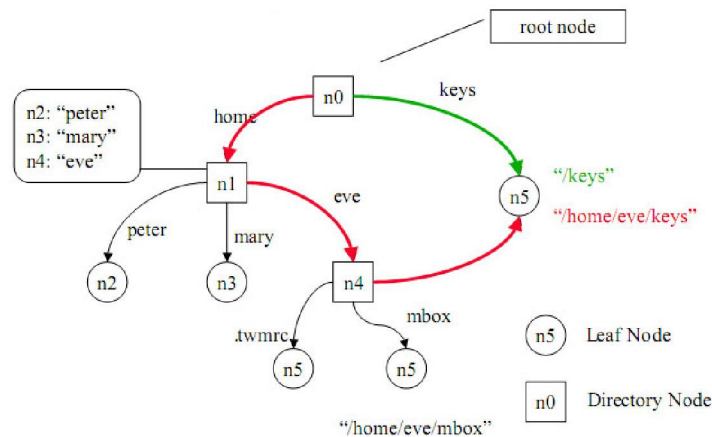 root node
n0
keys
home
n2: “peter”
n3: “mary”
n4: “eve”
n1
eve
n5
“/keys”
“/home/eve/keys”
peter
mary
n2
n3
n4
.twmrc
mbox
n5
n5
n5
Leaf Node
n0
Directory Node
“/home/eve/mbox”